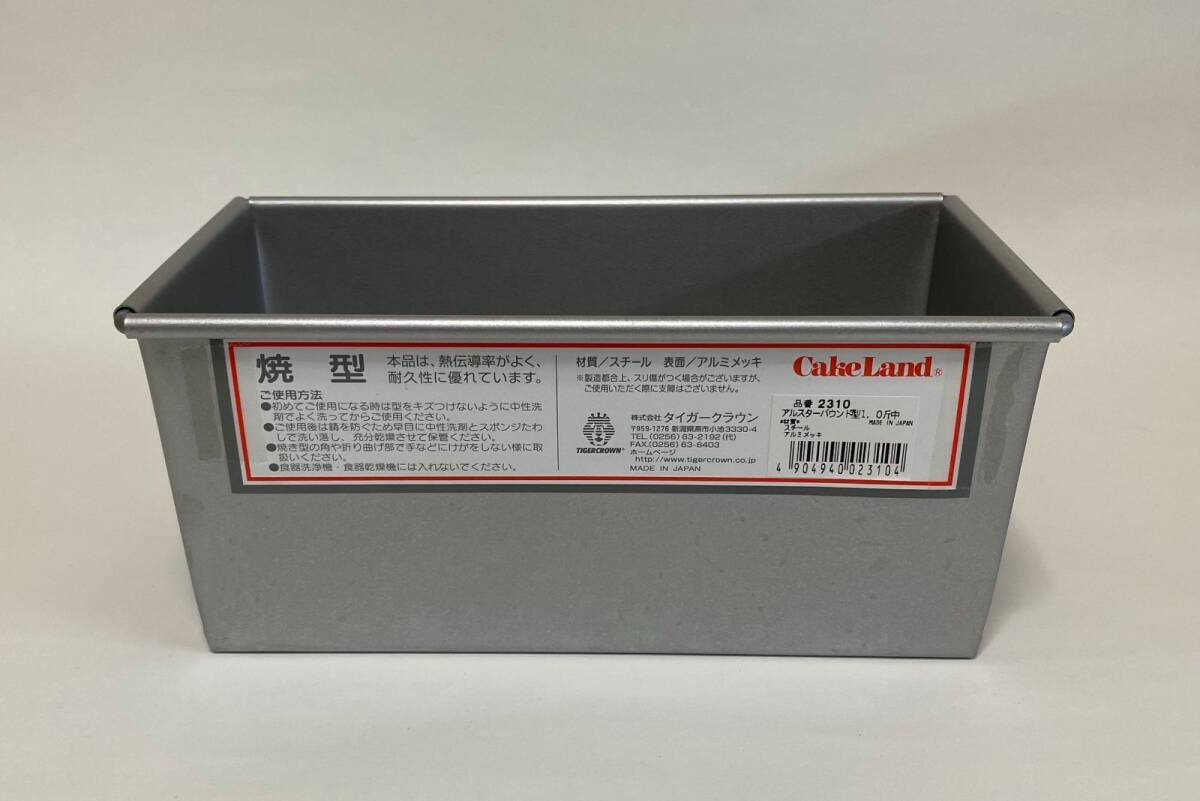 焼 型
本品は、熱伝導率がよく、
耐久性に優れています。
ご使用方法
●初めてご使用になる時は型をキズつけないように中性洗
剤でよく洗ってからご使用ください。
●ご使用後は錆を防ぐため早目に中性洗剤とスポンジたわ
しで洗い落し、充分乾燥させて保管ください。
●焼き型の角や折り曲げ部で手などにけがをしない様に取
扱いください。
●食器洗浄機・食器乾燥機には入れないでください。
材質／スチール 表面／アルミメッキ
※製造都合上、スリ傷がつく場合がございますが、
ご使用いただく際に支障はございません。
TIGERCROWN
株式会社 タイガークラウン
〒959-1276 新潟県燕市小池3330-4
TEL.(0256)63-2192(代)
FAX.(0256)63-6403
ホームページ
http://www.tigercrown.co.jp
MADE IN JAPAN
CakeLand®
品番 2310
アルスターパウンド型1.0斤中
材質 MADE IN JAPAN
スチール
アルミメッキ
4 904940 023104